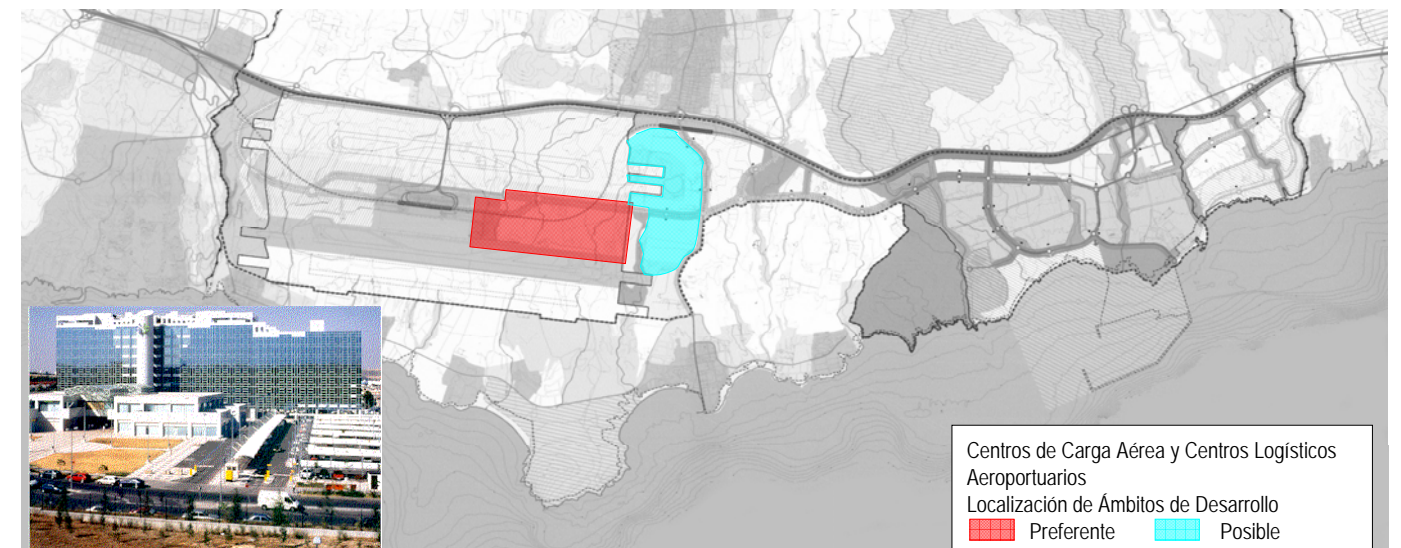 Centros de Carga Aérea y Centros Logísticos
Aeroportuarios
Localización de Ámbitos de Desarrollo
Preferente Posible